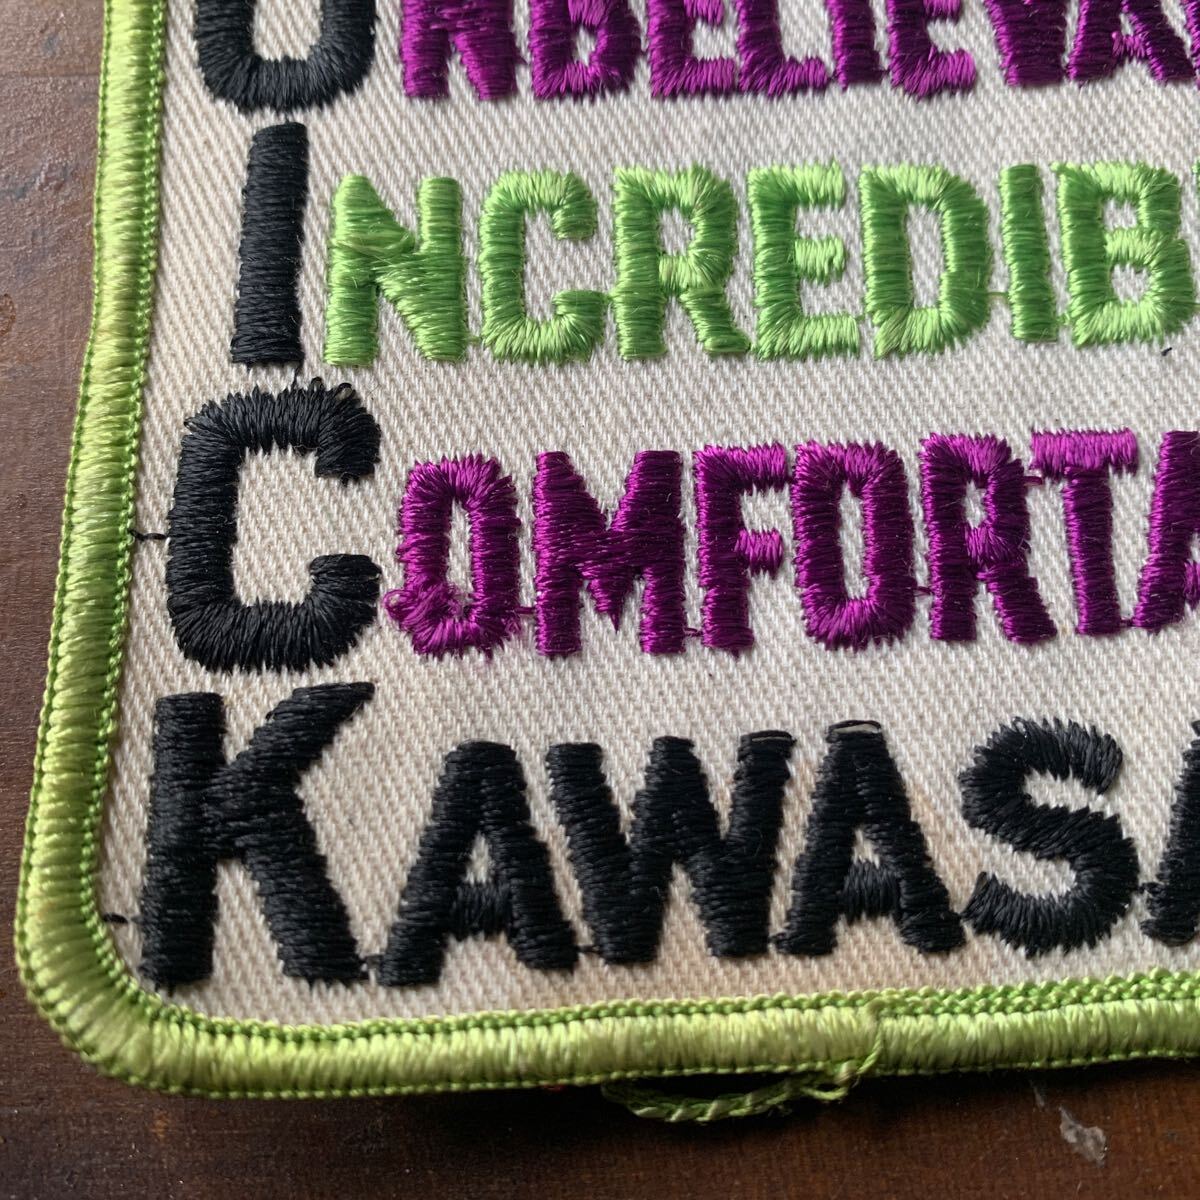 UNBELIEVA
INCREDIB
COMFORTA
KAWASA